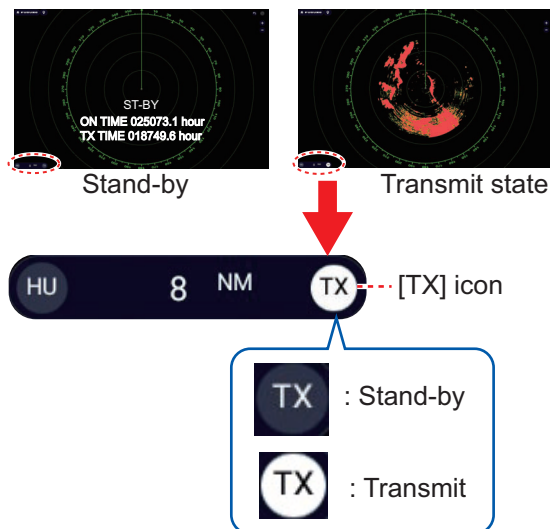 ST-BY
ON TIME 025073.1 hour
TX TIME 018749.6 hour
Stand-by
Transmit state
HU 8 NM TX
[TX] icon
TX : Stand-by
TX : Transmit